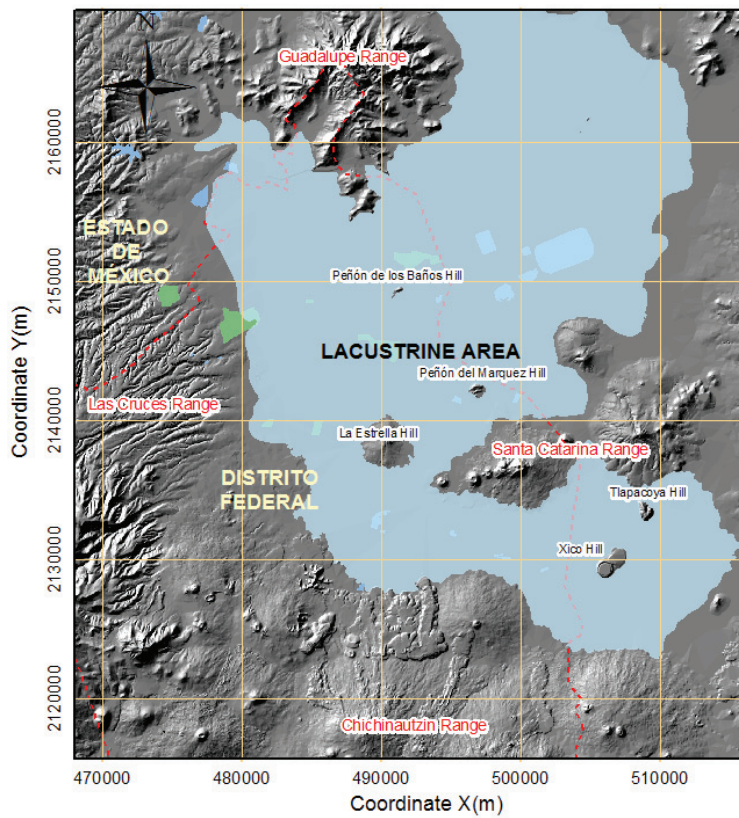 N
Guadalupe Range
2160000
ESTADO
DE
MÉXICO
Peñón de los Baños Hill
2150000
Coordinate Y(m)
LACUSTRINE AREA
Peñón del Marquez Hill
Las Cruces Range
2140000
La Estrella Hill
Santa Catarina Range
DISTRITO
FEDERAL
Tlapacoya Hill
Xico Hill
2130000
2120000
Chichinautzin Range
470000 480000 490000 500000 510000
Coordinate X(m)